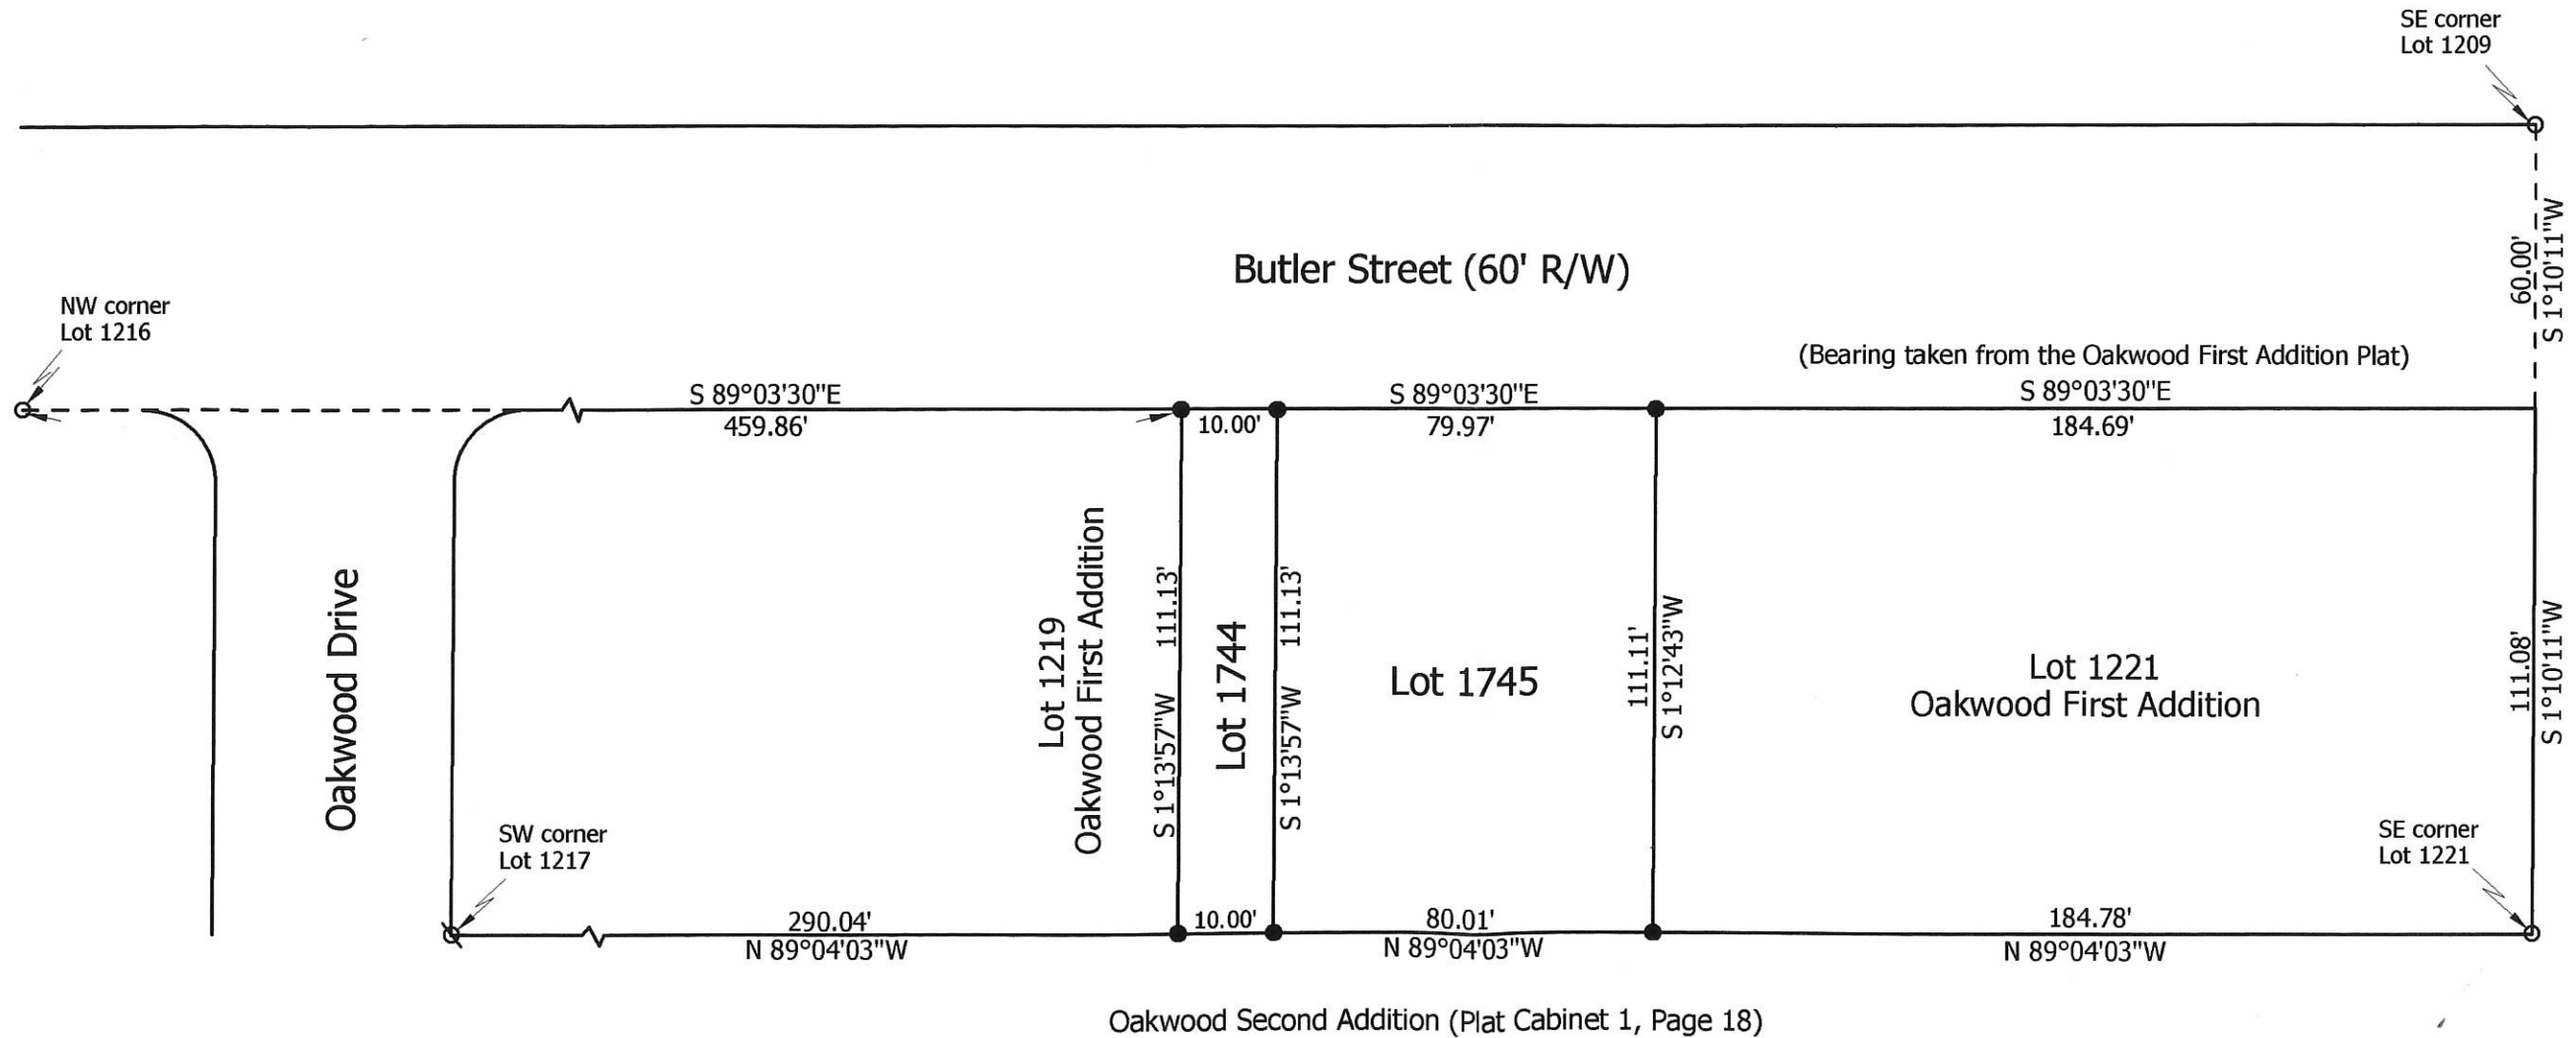 SE corner
Lot 1209
Butler Street (60' R/W)
60.00'
S 1°10'11"W
NW corner
Lot 1216
(Bearing taken from the Oakwood First Addition Plat)
S 89°03'30"E
459.86'
10.00'
S 89°03'30"E
79.97'
S 89°03'30"E
184.69'
Oakwood Drive
Lot 1219
Oakwood First Addition
111.13'
S 1°13'57"W
Lot 1744
111.13'
S 1°13'57"W
Lot 1745
111.11'
S 1°12'43"W
Lot 1221
Oakwood First Addition
111.08'
S 1°10'11"W
SW corner
Lot 1217
SE corner
Lot 1221
290.04'
N 89°04'03"W
10.00'
80.01'
N 89°04'03"W
184.78'
N 89°04'03"W
Oakwood Second Addition (Plat Cabinet 1, Page 18)